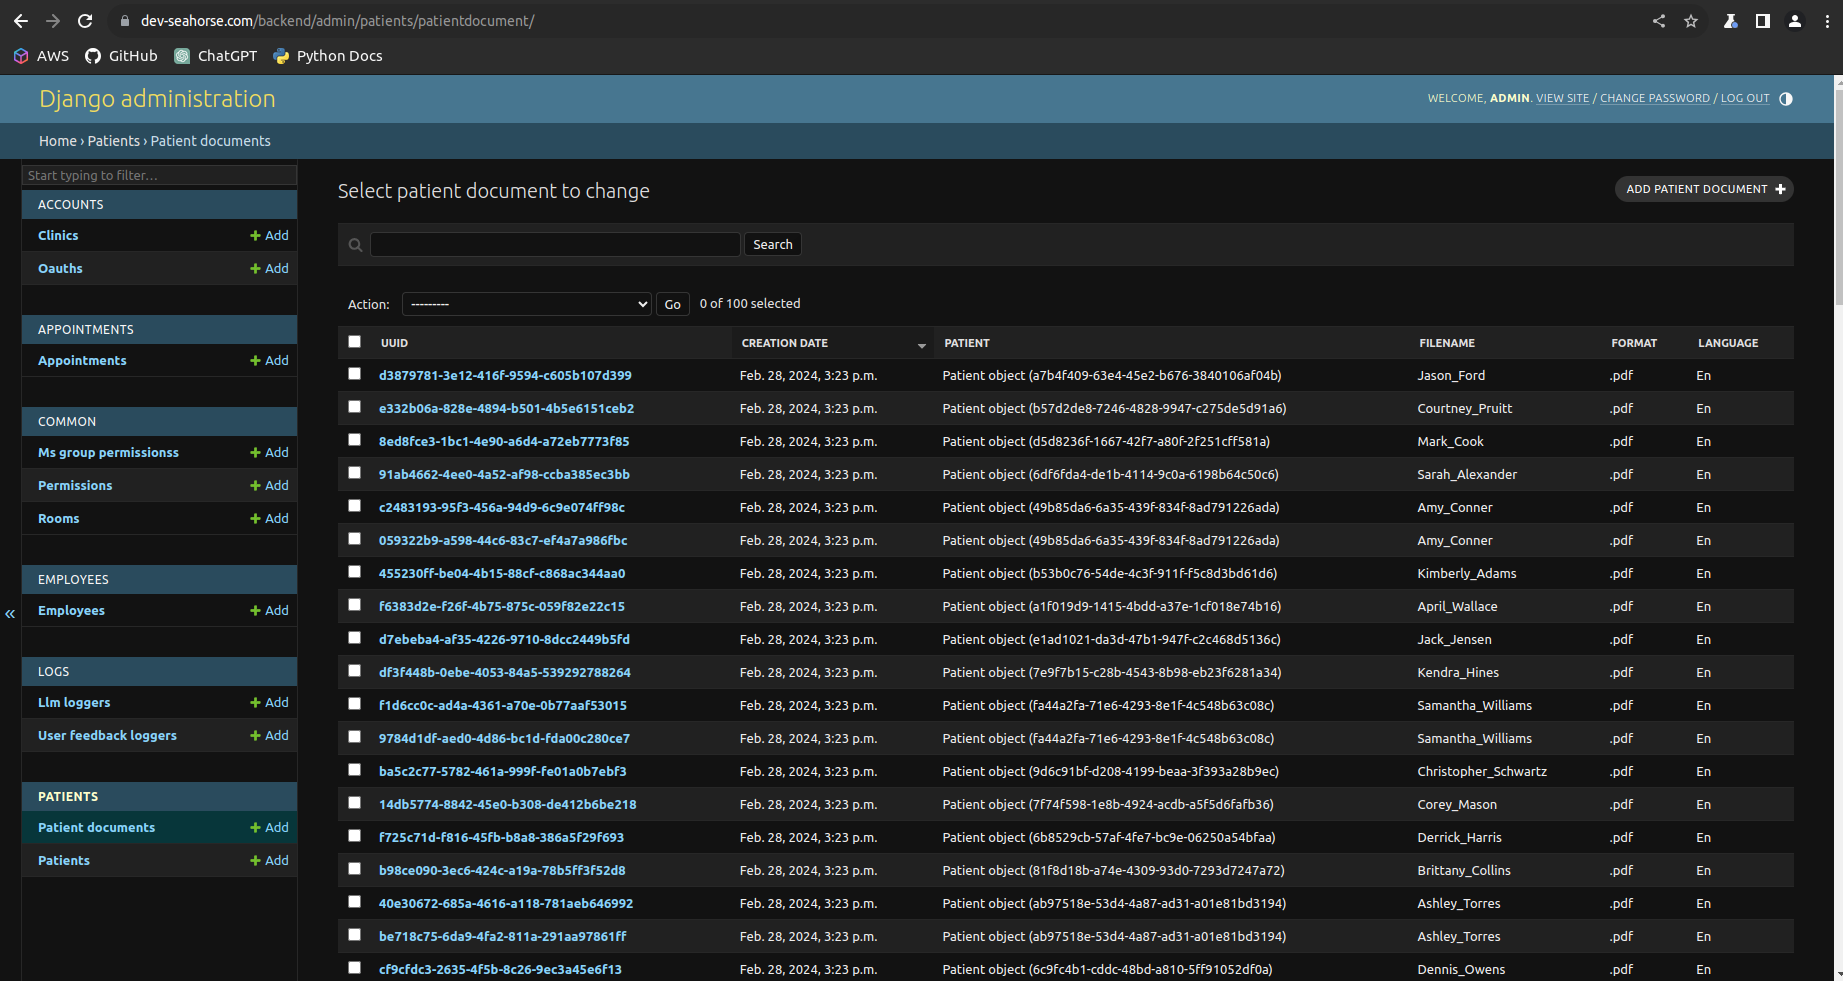 dev-seahorse.com/backend/admin/patients/patientdocument/
AWS GitHub ChatGPT Python Docs
Django administration
WELCOME, ADMIN. VIEW SITE / CHANGE PASSWORD / LOG OUT
Home › Patients › Patient documents
Start typing to filter...
ACCOUNTS
Clinics + Add
Oauths + Add
APPOINTMENTS
Appointments + Add
COMMON
Ms group permissionss + Add
Permissions + Add
Rooms + Add
EMPLOYEES
Employees + Add
«
LOGS
Llm loggers + Add
User feedback loggers + Add
PATIENTS
Patient documents + Add
Patients + Add
Select patient document to change
ADD PATIENT DOCUMENT +
Search
Action: --------- Go 0 of 100 selected
UUID CREATION DATE PATIENT FILENAME FORMAT LANGUAGE
d3879781-3e12-416f-9594-c605b107d399 Feb. 28, 2024, 3:23 p.m. Patient object (a7b4f409-63e4-45e2-b676-3840106af04b) Jason_Ford .pdf En
e332b06a-828e-4894-b501-4b5e6151ceb2 Feb. 28, 2024, 3:23 p.m. Patient object (b57d2de8-7246-4828-9947-c275de5d91a6) Courtney_Pruitt .pdf En
8ed8fce3-1bc1-4e90-a6d4-a72eb7773f85 Feb. 28, 2024, 3:23 p.m. Patient object (d5d8236f-1667-42f7-a80f-2f251cff581a) Mark_Cook .pdf En
91ab4662-4ee0-4a52-af98-ccba385ec3bb Feb. 28, 2024, 3:23 p.m. Patient object (6df6fda4-de1b-4114-9c0a-6198b64c50c6) Sarah_Alexander .pdf En
c2483193-95f3-456a-94d9-6c9e074ff98c Feb. 28, 2024, 3:23 p.m. Patient object (49b85da6-6a35-439f-834f-8ad791226ada) Amy_Conner .pdf En
059322b9-a598-44c6-83c7-ef4a7a986fbc Feb. 28, 2024, 3:23 p.m. Patient object (49b85da6-6a35-439f-834f-8ad791226ada) Amy_Conner .pdf En
455230ff-be04-4b15-88cf-c868ac344aa0 Feb. 28, 2024, 3:23 p.m. Patient object (b53b0c76-54de-4c3f-911f-f5c8d3bd61d6) Kimberly_Adams .pdf En
f6383d2e-f26f-4b75-875c-059f82e22c15 Feb. 28, 2024, 3:23 p.m. Patient object (a1f019d9-1415-4bdd-a37e-1cf018e74b16) April_Wallace .pdf En
d7ebeba4-af35-4226-9710-8dcc2449b5fd Feb. 28, 2024, 3:23 p.m. Patient object (e1ad1021-da3d-47b1-947f-c2c468d5136c) Jack_Jensen .pdf En
df3f448b-0ebe-4053-84a5-539292788264 Feb. 28, 2024, 3:23 p.m. Patient object (7e9f7b15-c28b-4543-8b98-eb23f6281a34) Kendra_Hines .pdf En
f1d6cc0c-ad4a-4361-a70e-0b77aaf53015 Feb. 28, 2024, 3:23 p.m. Patient object (fa44a2fa-71e6-4293-8e1f-4c548b63c08c) Samantha_Williams .pdf En
9784d1df-aed0-4d86-bc1d-fda00c280ce7 Feb. 28, 2024, 3:23 p.m. Patient object (fa44a2fa-71e6-4293-8e1f-4c548b63c08c) Samantha_Williams .pdf En
ba5c2c77-5782-461a-999f-fe01a0b7ebf3 Feb. 28, 2024, 3:23 p.m. Patient object (9d6c91bf-d208-4199-beaa-3f393a28b9ec) Christopher_Schwartz .pdf En
14db5774-8842-45e0-b308-de412b6be218 Feb. 28, 2024, 3:23 p.m. Patient object (7f74f598-1e8b-4924-acdb-a5f5d6fafb36) Corey_Mason .pdf En
f725c71d-f816-45fb-b8a8-386a5f29f693 Feb. 28, 2024, 3:23 p.m. Patient object (6b8529cb-57af-4fe7-bc9e-06250a54bfaa) Derrick_Harris .pdf En
b98ce090-3ec6-424c-a19a-78b5ff3f52d8 Feb. 28, 2024, 3:23 p.m. Patient object (81f8d18b-a74e-4309-93d0-7293d7247a72) Brittany_Collins .pdf En
40e30672-685a-4616-a118-781aeb646992 Feb. 28, 2024, 3:23 p.m. Patient object (ab97518e-53d4-4a87-ad31-a01e81bd3194) Ashley_Torres .pdf En
be718c75-6da9-4fa2-811a-291aa97861ff Feb. 28, 2024, 3:23 p.m. Patient object (ab97518e-53d4-4a87-ad31-a01e81bd3194) Ashley_Torres .pdf En
cf9cfdc3-2635-4f5b-8c26-9ec3a45e6f13 Feb. 28, 2024, 3:23 p.m. Patient object (6c9fc4b1-cddc-48bd-a810-5ff91052df0a) Dennis_Owens .pdf En